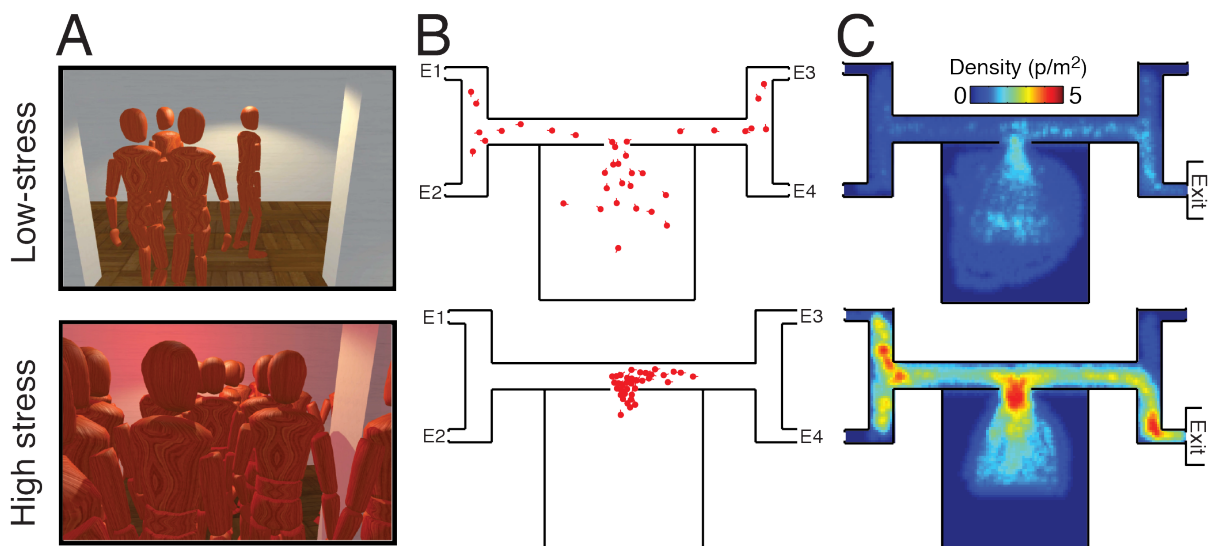 A
B
C
Low-stress
E1
E2
E3
E4
Density (p/m²)
0
5
Exit
High stress
E1
E2
E3
E4
Exit